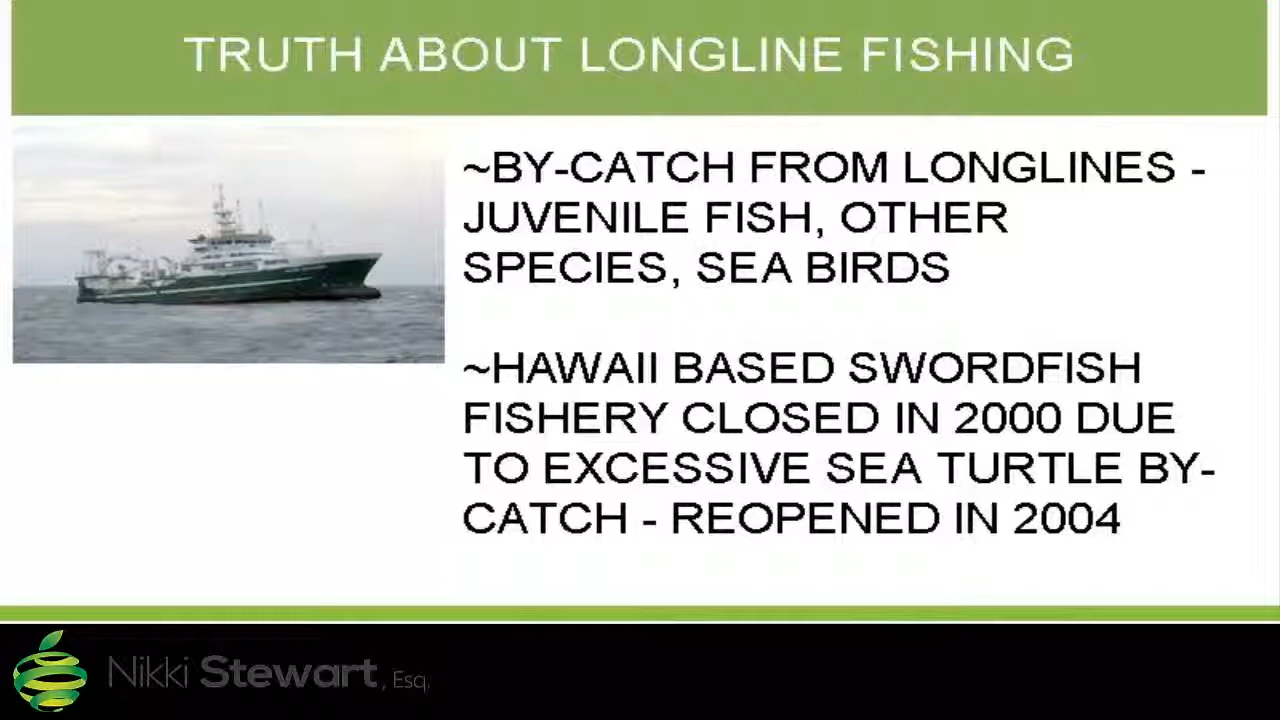 TRUTH ABOUT LONGLINE FISHING
~BY-CATCH FROM LONGLINES -
JUVENILE FISH, OTHER
SPECIES, SEA BIRDS
~HAWAII BASED SWORDFISH
FISHERY CLOSED IN 2000 DUE
TO EXCESSIVE SEA TURTLE BY-
CATCH - REOPENED IN 2004
Nikki Stewart, Esq.